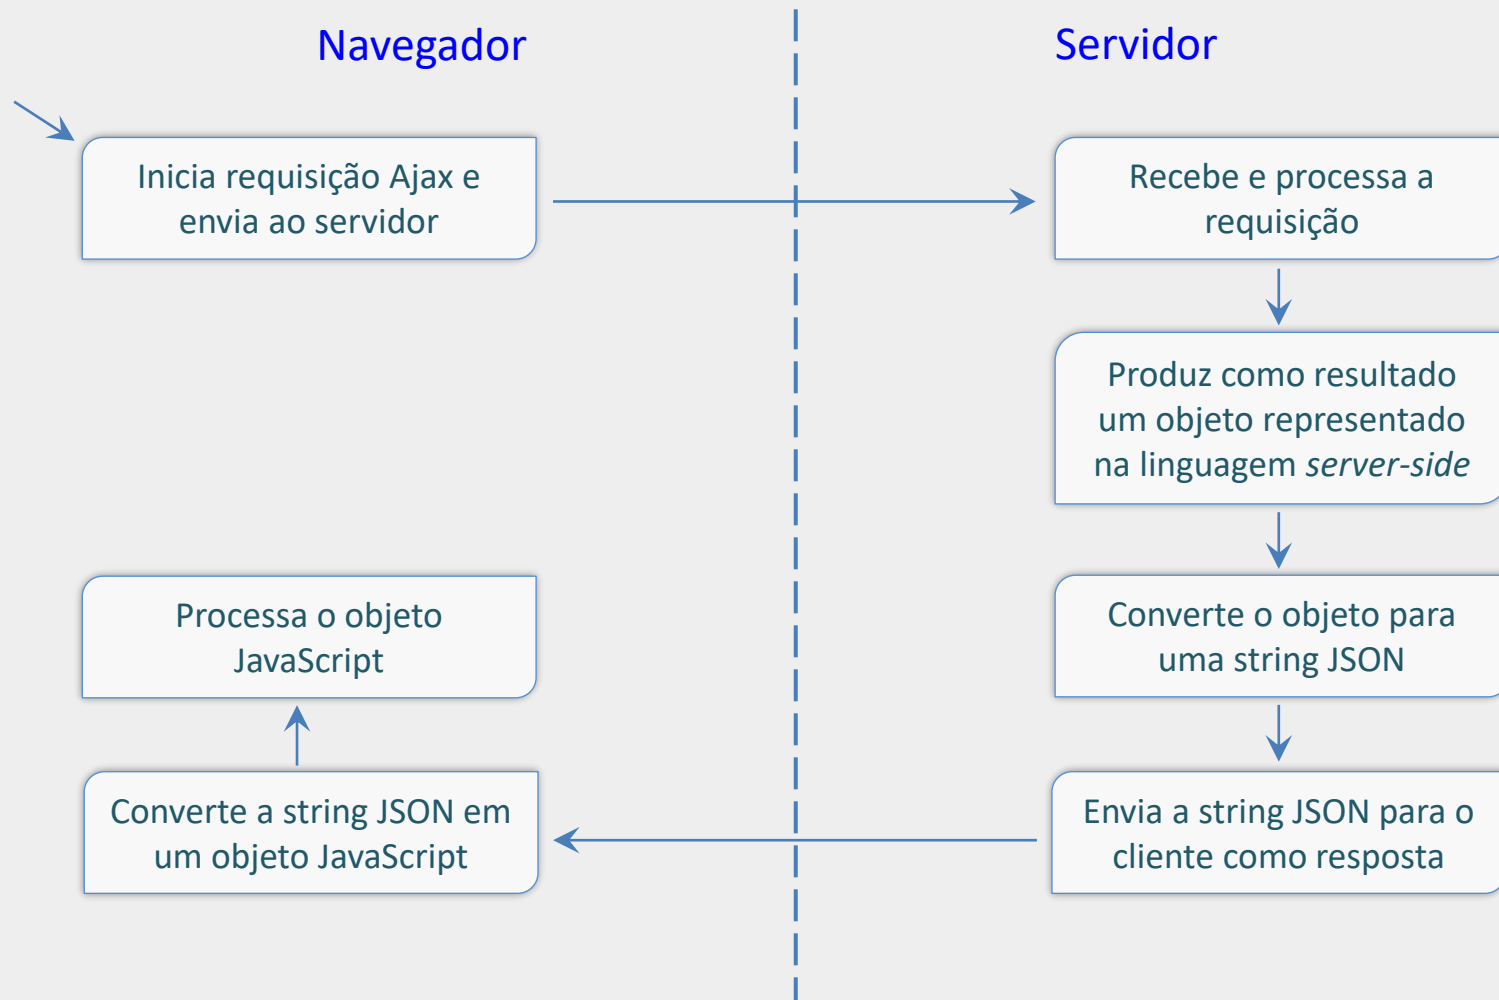 Navegador
Servidor
Inicia requisição Ajax e
envia ao servidor
Recebe e processa a
requisição
Produz como resultado
um objeto representado
na linguagem server-side
Converte o objeto para
uma string JSON
Envia a string JSON para o
cliente como resposta
Converte a string JSON em
um objeto JavaScript
Processa o objeto
JavaScript